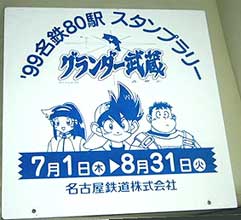 '99名鉄80駅 スタンプラリー
グランダー武蔵
7月1日木▶8月31日火
名古屋鉄道株式会社